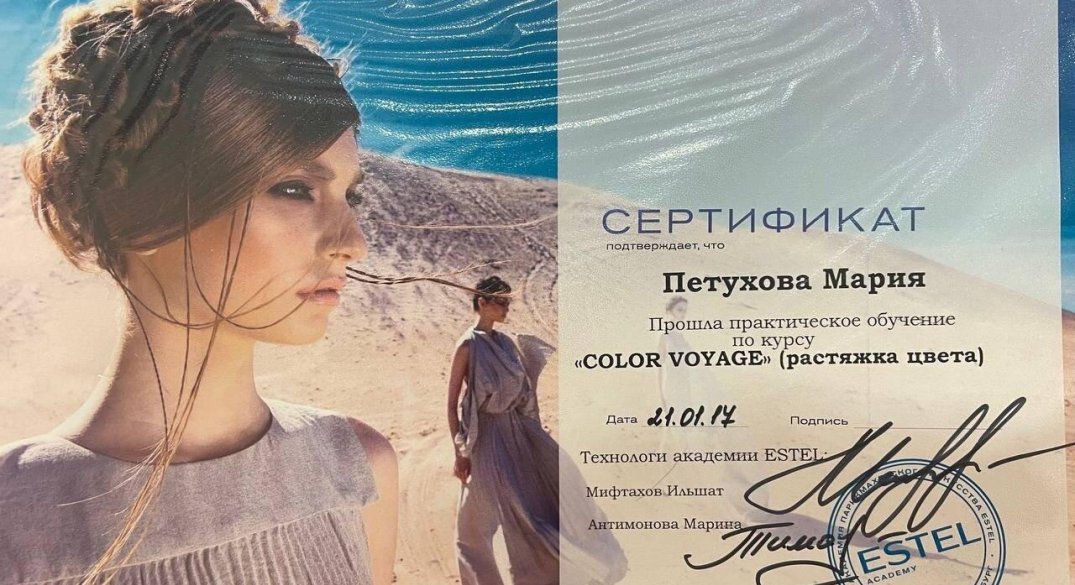 СЕРТИФИКАТ
подтверждает, что
Петухова Мария
Прошла практическое обучение
по курсу
«COLOR VOYAGE» (растяжка цвета)
Дата 21.01.17 Подпись
Технологи академии ESTEL:
Мифтахов Ильшат
Антимонова Марина
ESTEL
ACADEMY